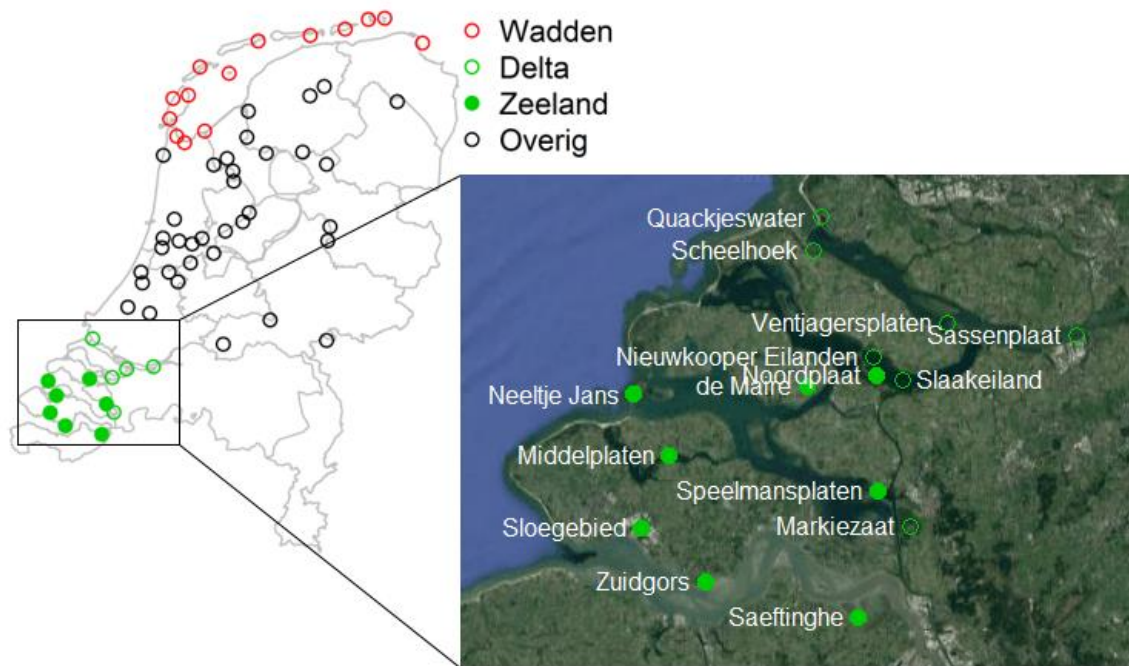 Wadden
Delta
Zeeland
Overig
Quackjeswater
Scheelhoek
Ventjagersplaten
Sassenplaat
Nieuwkooper Eilanden
Noordplaat
Slaakeiland
de Maire
Neeltje Jans
Middelplaten
Speelmansplaten
Sloegebied
Markiezaat
Zuidgors
Saeftinghe